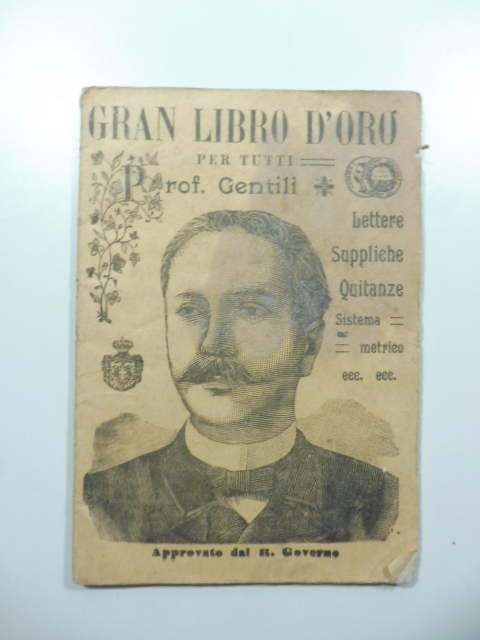 GRAN LIBRO D'ORO
PER TUTTI
Prof. Gentili
Lettere
Suppliche
Quitanze
Sistema
metrico
ecc. ecc.
Approvato dal R. Governo